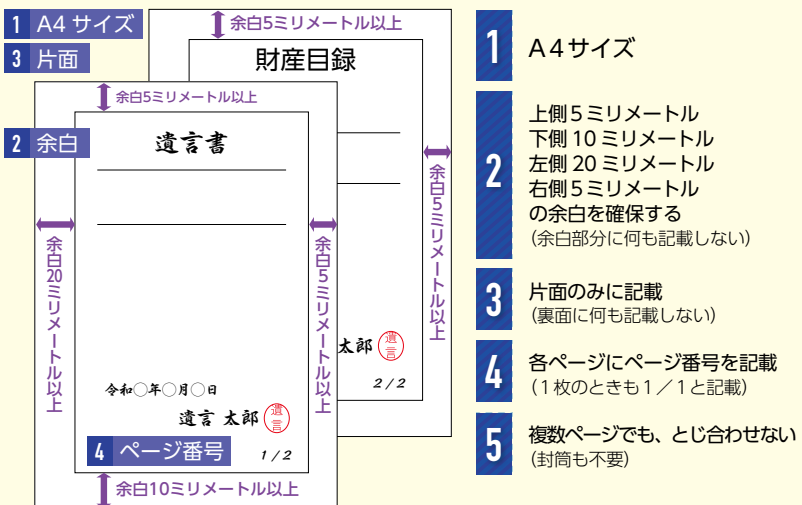 1 A4 サイズ
3 片面
余白5ミリメートル以上
財産目録
余白5ミリメートル以上
2 余白
遺言書
余白20ミリメートル以上
余白5ミリメートル以上
余白5ミリメートル以上
太郎 遺言
2/2
令和○年○月○日
遺言 太郎 遺言
4 ページ番号
1/2
余白10ミリメートル以上
1 A4サイズ
2
上側5ミリメートル
下側10ミリメートル
左側20ミリメートル
右側5ミリメートル
の余白を確保する
(余白部分に何も記載しない)
3 片面のみに記載
(裏面に何も記載しない)
4 各ページにページ番号を記載
(1枚のときも1/1と記載)
5 複数ページでも、とじ合わせない
(封筒も不要)